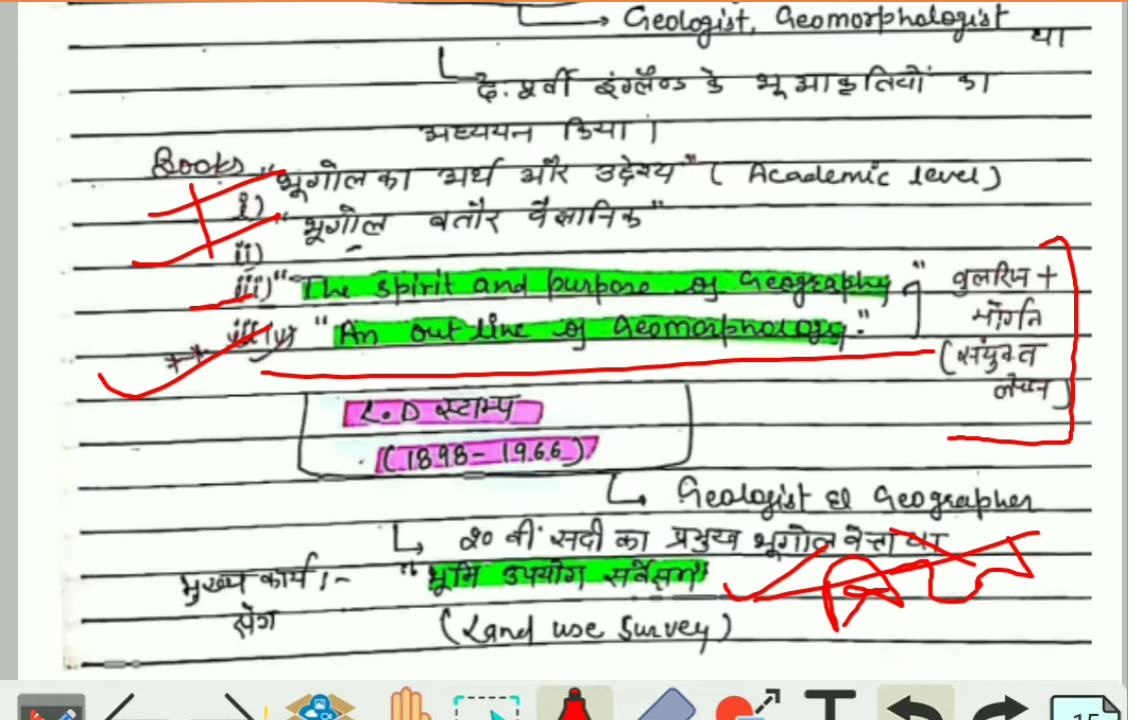 Geologist, Geomorphologist था
द. पूर्वी इंग्लैण्ड के भू आकृतियों का
अध्ययन किया।
Books "भूगोल का अर्थ और उद्देश्य" (Academic level)
i) "भूगोल बतौर वैज्ञानिक"
ii)
iii) "The spirit and purpose of Geography" वुलरिज +
"An out line of Geomorphology." मॉर्गन
(संयुक्त
लेखन)
L.D स्टाम्प
(1898-1966)
Geologist & Geographer
20 वीं सदी का प्रमुख भूगोल वेत्ता था
मुख्य कार्य :- "भूमि उपयोग सर्वेक्षण"
(Land use Survey)
15